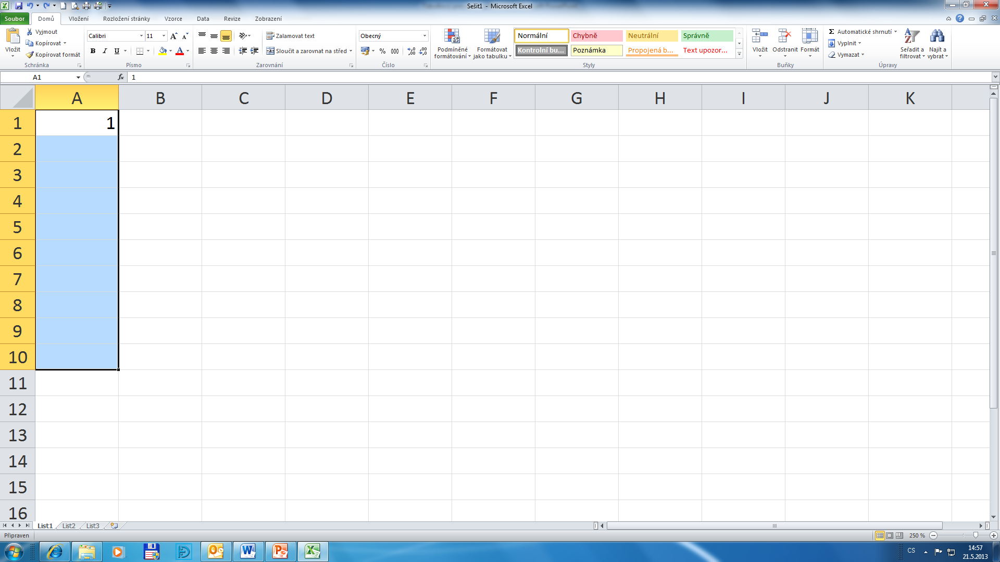 Sešit1 - Microsoft Excel
Soubor Domů Vložení Rozložení stránky Vzorce Data Revize Zobrazení
Vložit
Vyjmout
Kopírovat
Kopírovat formát
Schránka
Calibri 11
B I U
Písmo
Zalamovat text
Sloučit a zarovnat na střed
Zarovnání
Obecný
% 000
Číslo
Podmíněné formátování
Formátovat jako tabulku
Normální Chybně Neutrální Správně
Kontrolní bu... Poznámka Propojená b... Text upozor...
Styly
Vložit Odstranit Formát
Buňky
Σ Automatické shrnutí
Vyplnit
Vymazat
Seřadit a filtrovat
Najít a vybrat
Úpravy
A1 fx 1
A B C D E F G H I J K
1 1
2
3
4
5
6
7
8
9
10
11
12
13
14
15
16
List1 List2 List3
Připraven 250 %
CS 14:57
21.5.2013